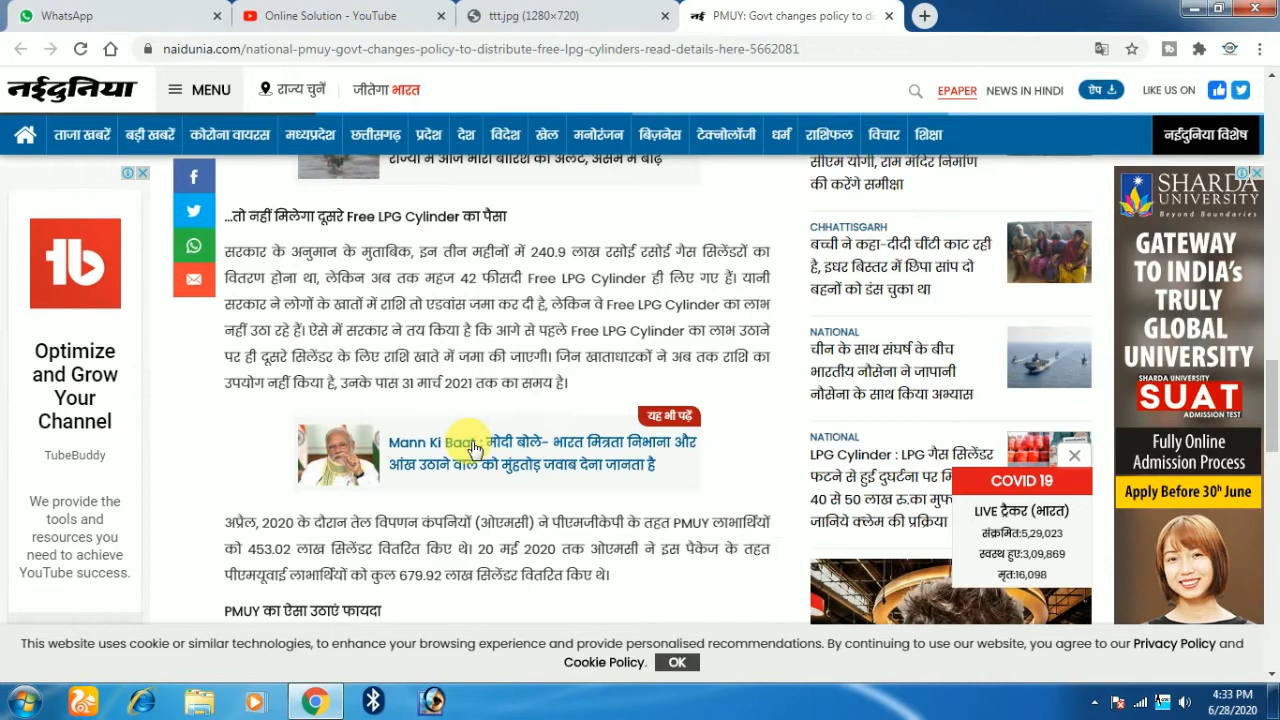 WhatsApp
Online Solution - YouTube
ttt.jpg (1280×720)
PMUY: Govt changes policy to di
naidunia.com/national-pmuy-govt-changes-policy-to-distribute-free-lpg-cylinders-read-details-here-5662081
नईदुनिया
MENU
राज्य चुनें
जीतेगा भारत
EPAPER
NEWS IN HINDI
ऐप
LIKE US ON
ताजा खबरें
बड़ी खबरें
कोरोना वायरस
मध्यप्रदेश
छत्तीसगढ़
प्रदेश
देश
विदेश
खेल
मनोरंजन
बिज़नेस
टेक्नोलॉजी
धर्म
राशिफल
विचार
शिक्षा
नईदुनिया विशेष
राज्यों में आज भारी बारिश का अलर्ट, असम में बाढ़
...तो नहीं मिलेगा दूसरे Free LPG Cylinder का पैसा
सरकार के अनुमान के मुताबिक, इन तीन महीनों में 240.9 लाख रसोई रसोई गैस सिलेंडरों का
वितरण होना था, लेकिन अब तक महज 42 फीसदी Free LPG Cylinder ही लिए गए हैं। यानी
सरकार ने लोगों के खातों में राशि तो एडवांस जमा कर दी है, लेकिन वे Free LPG Cylinder का लाभ
नहीं उठा रहे हैं। ऐसे में सरकार ने तय किया है कि आगे से पहले Free LPG Cylinder का लाभ उठाने
पर ही दूसरे सिलेंडर के लिए राशि खाते में जमा की जाएगी। जिन खाताधारकों ने अब तक राशि का
उपयोग नहीं किया है, उनके पास 31 मार्च 2021 तक का समय है।
यह भी पढ़ें
Mann Ki Baat: मोदी बोले- भारत मित्रता निभाना और
आंख उठाने वाले को मुंहतोड़ जवाब देना जानता है
अप्रैल, 2020 के दौरान तेल विपणन कंपनियों (ओएमसी) ने पीएमजीकेपी के तहत PMUY लाभार्थियों
को 453.02 लाख सिलेंडर वितरित किए थे। 20 मई 2020 तक ओएमसी ने इस पैकेज के तहत
पीएमयूवाई लाभार्थियों को कुल 679.92 लाख सिलेंडर वितरित किए थे।
PMUY का ऐसा उठाएं फायदा
Optimize
and Grow
Your
Channel
TubeBuddy
We provide the
tools and
resources you
need to achieve
YouTube success.
सीएम योगी, राम मंदिर निर्माण
की करेंगे समीक्षा
CHHATTISGARH
बच्ची ने कहा-दीदी चींटी काट रही
है, इधर बिस्तर में छिपा सांप दो
बहनों को डंस चुका था
NATIONAL
चीन के साथ संघर्ष के बीच
भारतीय नौसेना ने जापानी
नौसेना के साथ किया अभ्यास
NATIONAL
LPG Cylinder : LPG गैस सिलेंडर
फटने से हुई दुर्घटना पर
40 से 50 लाख रु.का
जानिये क्लेम की प्रक्रिया
COVID 19
LIVE ट्रैकर (भारत)
संक्रमित:5,29,023
स्वस्थ हुए:3,09,869
मृत:16,098
SHARDA
UNIVERSITY
Beyond Boundaries
GATEWAY
TO INDIA's
TRULY
GLOBAL
UNIVERSITY
SHARDA UNIVERSITY
SUAT
ADMISSION TEST
Fully Online
Admission Process
Apply Before 30th June
This website uses cookie or similar technologies, to enhance your browsing experience and provide personalised recommendations. By continuing to use our website, you agree to our Privacy Policy and
Cookie Policy. OK
4:33 PM
6/28/2020